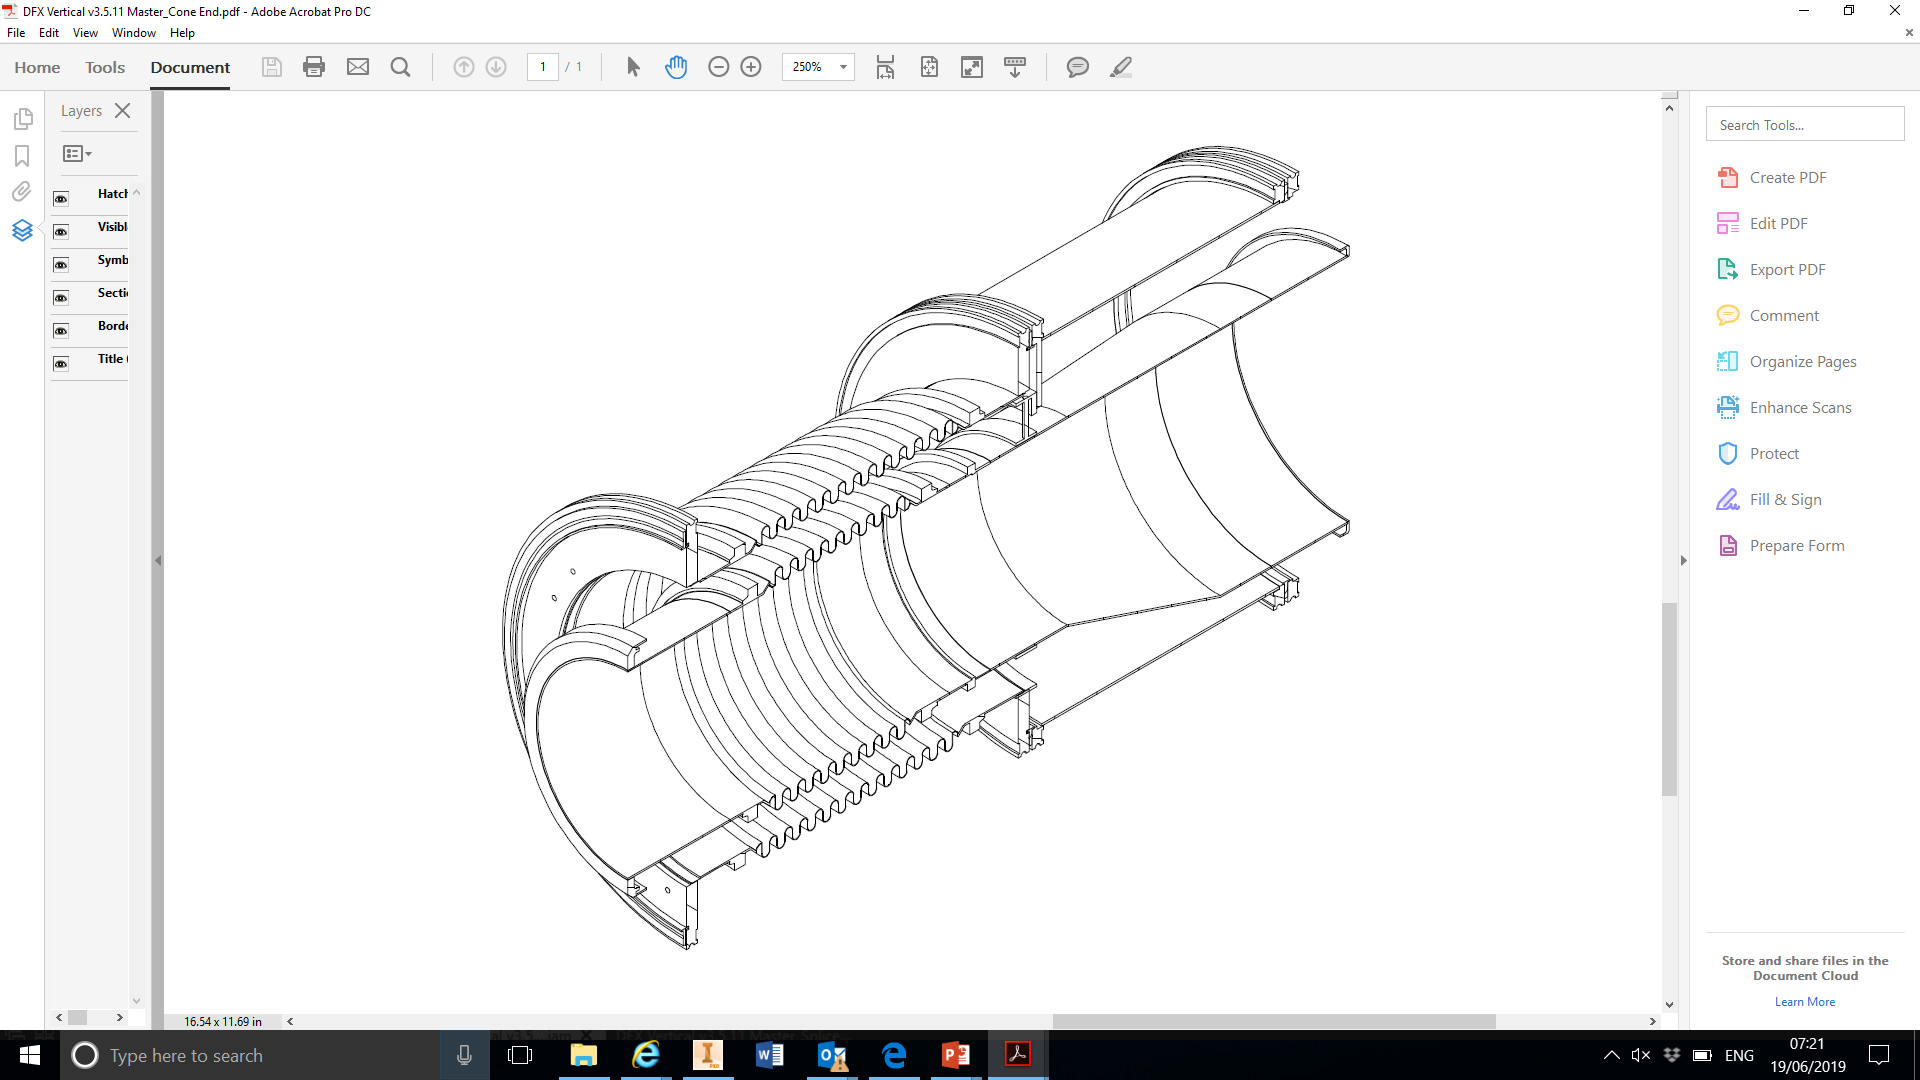 DFX Vertical v3.5.11 Master_Cone End.pdf - Adobe Acrobat Pro DC
File Edit View Window Help
Home Tools Document 1 / 1 250%
Layers
Hatch
Visibl
Symb
Sectio
Borde
Title (
Search Tools...
Create PDF
Edit PDF
Export PDF
Comment
Organize Pages
Enhance Scans
Protect
Fill & Sign
Prepare Form
Store and share files in the
Document Cloud
Learn More
16.54 x 11.69 in
Type here to search
ENG
07:21
19/06/2019